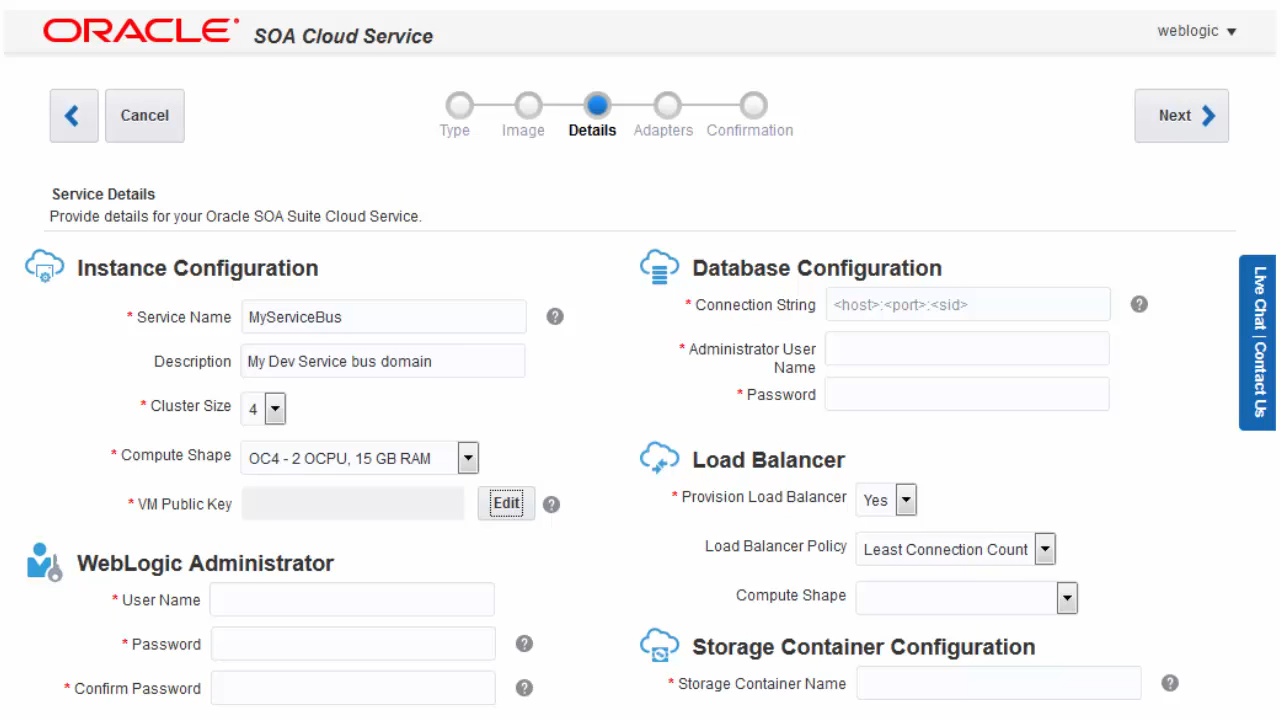 ORACLE SOA Cloud Service
weblogic
Cancel
Type Image Details Adapters Confirmation
Next
Service Details
Provide details for your Oracle SOA Suite Cloud Service.
Instance Configuration
* Service Name MyServiceBus ?
Description My Dev Service bus domain
* Cluster Size 4
* Compute Shape OC4 - 2 OCPU, 15 GB RAM
* VM Public Key Edit ?
WebLogic Administrator
* User Name
* Password ?
* Confirm Password ?
Database Configuration
* Connection String <host>:<port>:<sid> ?
* Administrator User
Name
* Password
Load Balancer
* Provision Load Balancer Yes
Load Balancer Policy Least Connection Count
Compute Shape
Storage Container Configuration
* Storage Container Name ?
Live Chat | Contact Us